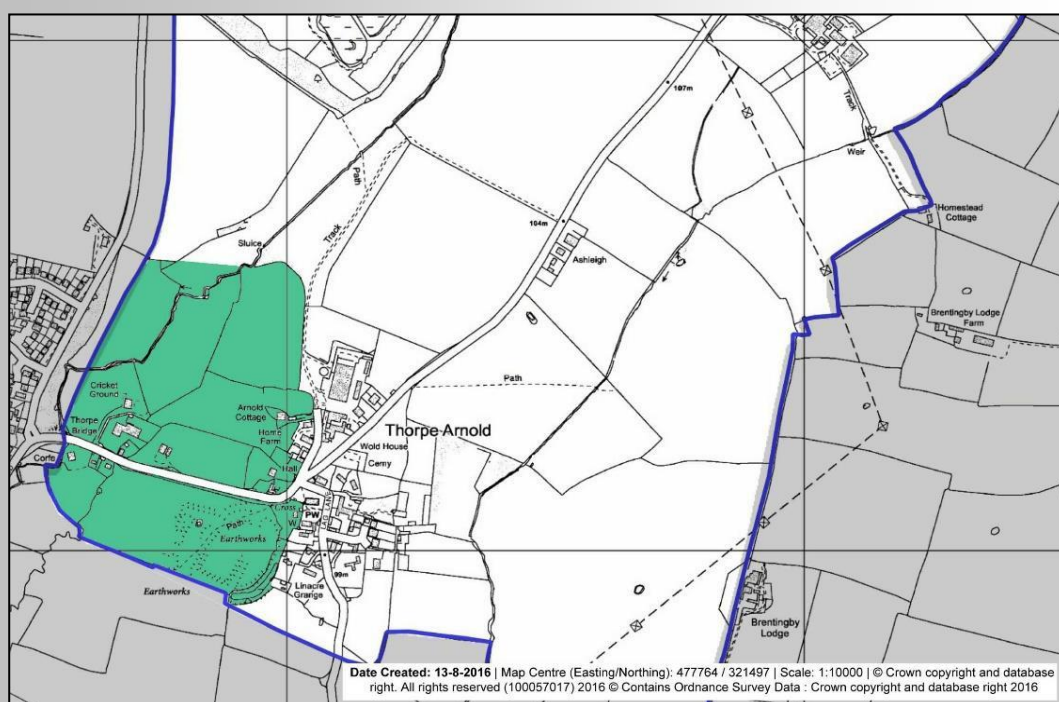 107m
Track
Weir
Path
Homestead
Cottage
104m
Track
Sluice
Ashleigh
Brentingby Lodge
Farm
Path
Cricket
Ground
Arnold
Cottage
Thorpe
Bridge
Home
Farm
Thorpe Arnold
Wold House
Cemy
Corfe
Hall
W
PW
Path
Earthworks
99m
Earthworks
Linacre
Grange
Brentingby
Lodge
Date Created: 13-8-2016 | Map Centre (Easting/Northing): 477764 / 321497 | Scale: 1:10000 | © Crown copyright and database
right. All rights reserved (100057017) 2016 © Contains Ordnance Survey Data : Crown copyright and database right 2016